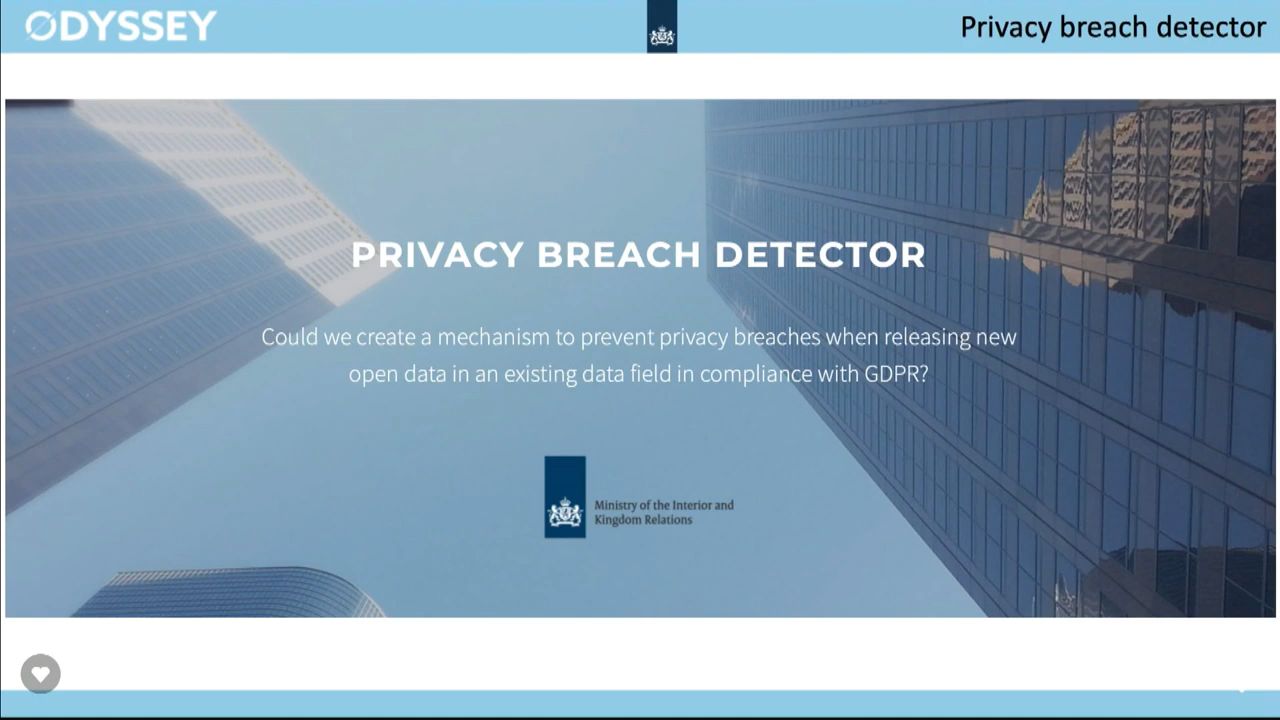 ODYSSEY
Privacy breach detector
PRIVACY BREACH DETECTOR
Could we create a mechanism to prevent privacy breaches when releasing new
open data in an existing data field in compliance with GDPR?
Ministry of the Interior and
Kingdom Relations